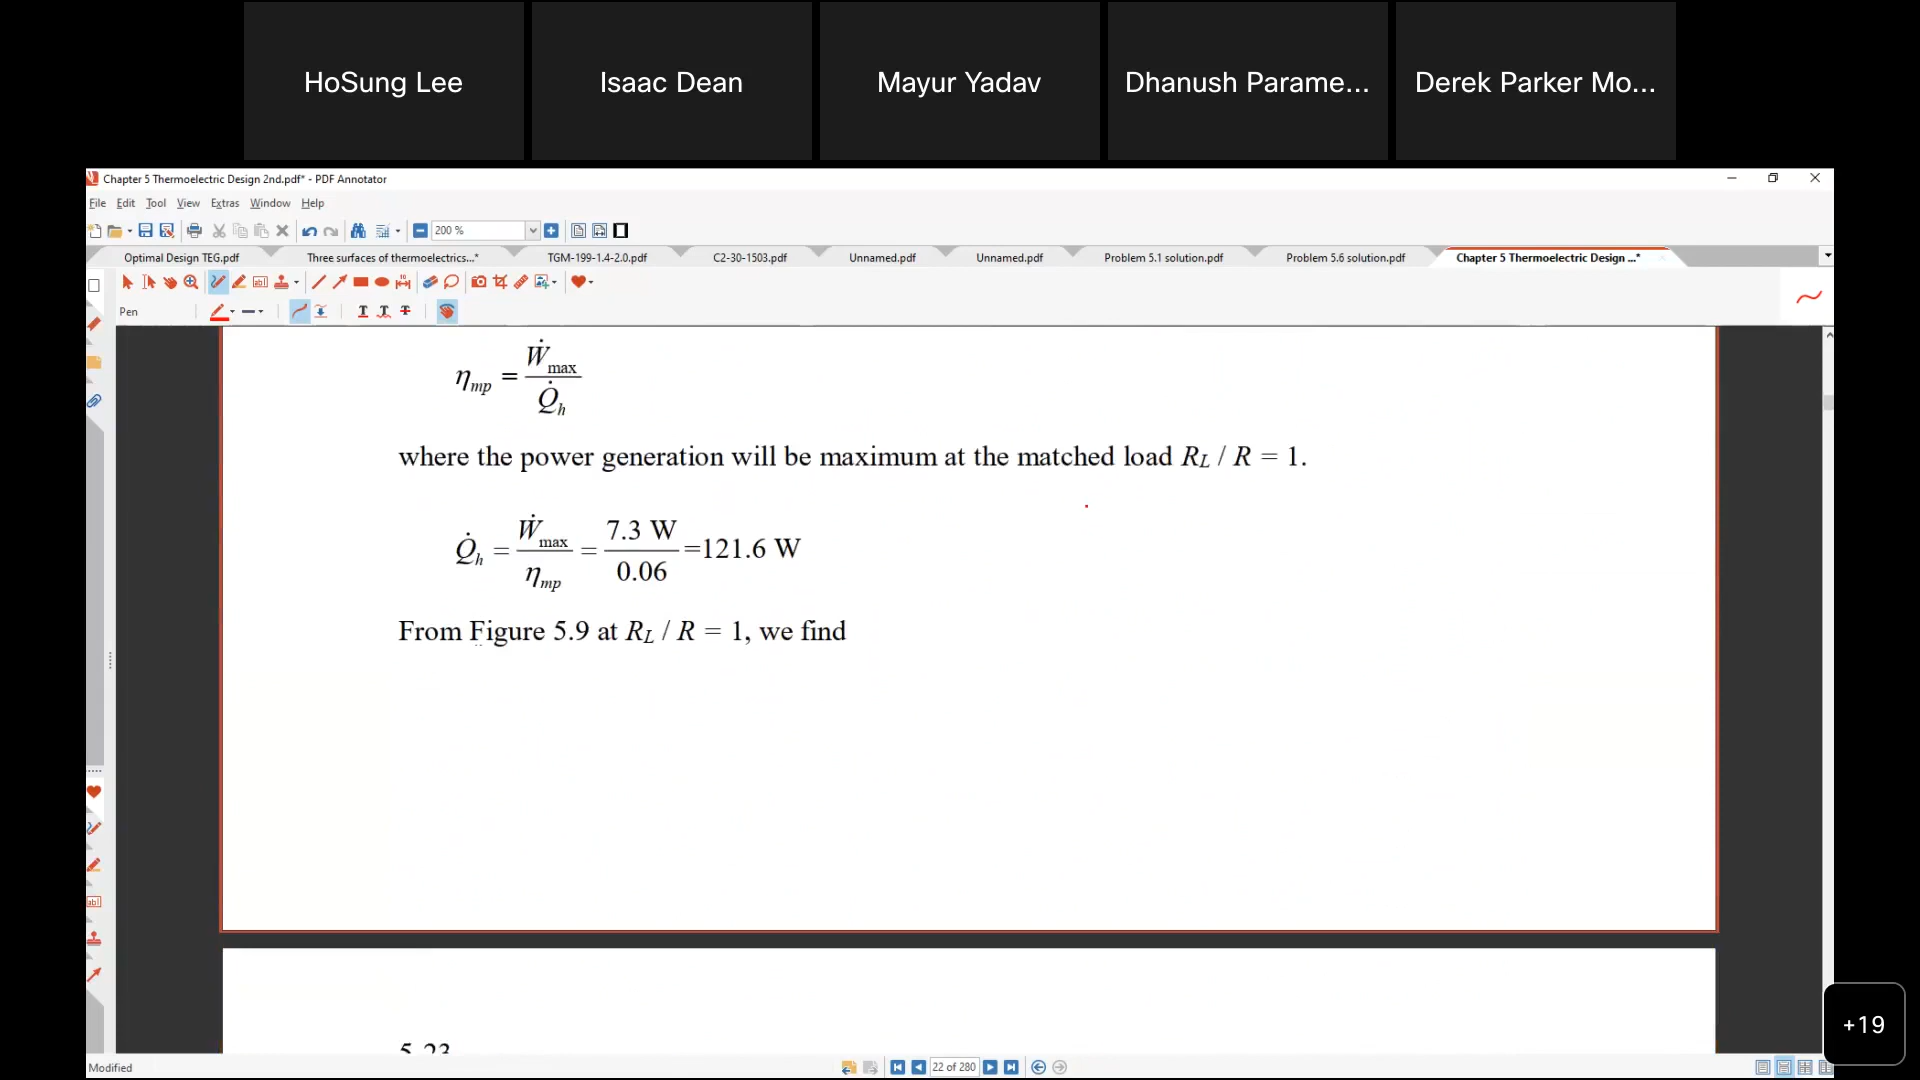 HoSung Lee
Isaac Dean
Mayur Yadav
Dhanush Parame...
Derek Parker Mo...
Chapter 5 Thermoelectric Design 2nd.pdf* - PDF Annotator
File Edit Tool View Extras Window Help
200 %
Optimal Design TEG.pdf
Three surfaces of thermoelectrics...*
TGM-199-1.4-2.0.pdf
C2-30-1503.pdf
Unnamed.pdf
Unnamed.pdf
Problem 5.1 solution.pdf
Problem 5.6 solution.pdf
Chapter 5 Thermoelectric Design ...*
Pen
η_mp = Ẇ_max / Q̇_h
where the power generation will be maximum at the matched load R_L / R = 1.
Q̇_h = Ẇ_max / η_mp = 7.3 W / 0.06 =121.6 W
From Figure 5.9 at R_L / R = 1, we find
5-23
+19
Modified
22 of 280